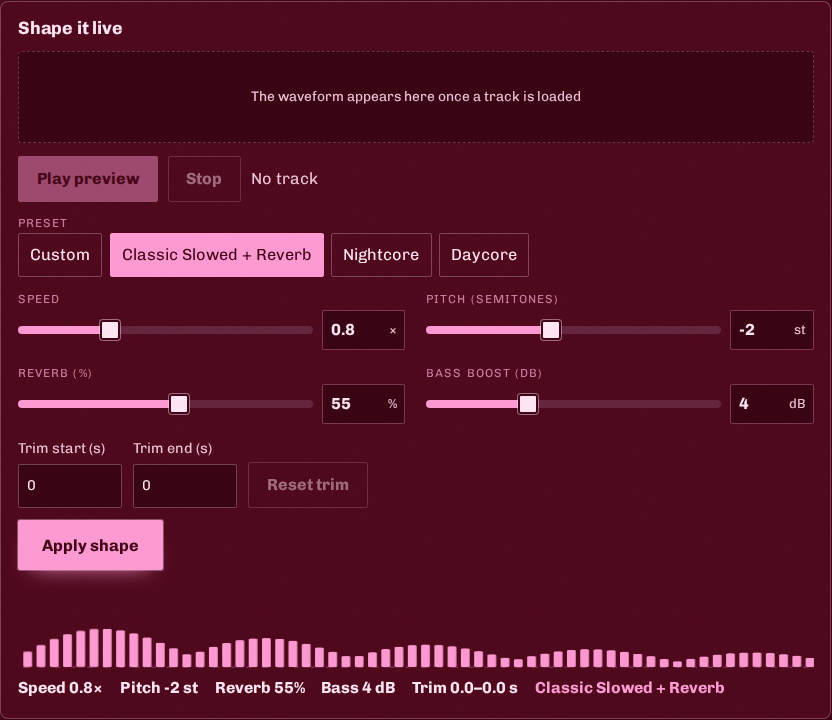 Shape it live
The waveform appears here once a track is loaded
Play preview Stop No track
PRESET
Custom Classic Slowed + Reverb Nightcore Daycore
SPEED PITCH (SEMITONES)
0.8 × -2 st
REVERB (%) BASS BOOST (DB)
55 % 4 dB
Trim start (s) Trim end (s)
0 0 Reset trim
Apply shape
Speed 0.8× Pitch -2 st Reverb 55% Bass 4 dB Trim 0.0–0.0 s Classic Slowed + Reverb